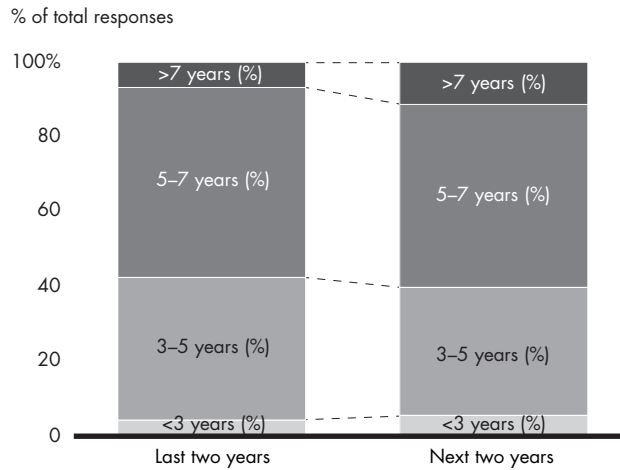 % of total responses
100%
>7 years (%)
>7 years (%)
80
5–7 years (%)
5–7 years (%)
60
40
3–5 years (%)
3–5 years (%)
20
<3 years (%)
<3 years (%)
0
Last two years
Next two years